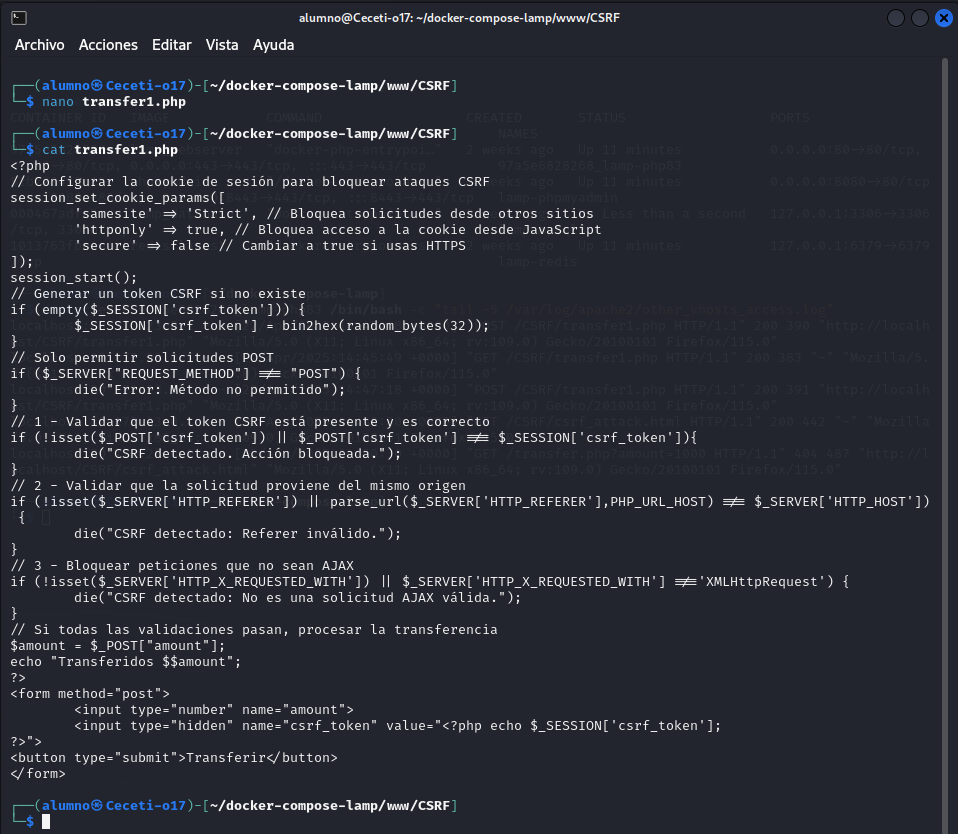 alumno@Ceceti-o17: ~/docker-compose-lamp/www/CSRF
Archivo Acciones Editar Vista Ayuda
┌──(alumno㉿Ceceti-o17)-[~/docker-compose-lamp/www/CSRF]
└─$ nano transfer1.php
┌──(alumno㉿Ceceti-o17)-[~/docker-compose-lamp/www/CSRF]
└─$ cat transfer1.php
<?php
// Configurar la cookie de sesión para bloquear ataques CSRF
session_set_cookie_params([
        'samesite' => 'Strict', // Bloquea solicitudes desde otros sitios
        'httponly' => true, // Bloquea acceso a la cookie desde JavaScript
        'secure' => false // Cambiar a true si usas HTTPS
]);
session_start();
// Generar un token CSRF si no existe
if (empty($_SESSION['csrf_token'])) {
        $_SESSION['csrf_token'] = bin2hex(random_bytes(32));
}
// Solo permitir solicitudes POST
if ($_SERVER["REQUEST_METHOD"] !== "POST") {
        die("Error: Método no permitido");
}
// 1 - Validar que el token CSRF está presente y es correcto
if (!isset($_POST['csrf_token']) || $_POST['csrf_token'] !== $_SESSION['csrf_token']){
        die("CSRF detectado. Acción bloqueada.");
}
// 2 - Validar que la solicitud proviene del mismo origen
if (!isset($_SERVER['HTTP_REFERER']) || parse_url($_SERVER['HTTP_REFERER'],PHP_URL_HOST) !== $_SERVER['HTTP_HOST'])
 {
        die("CSRF detectado: Referer inválido.");
}
// 3 - Bloquear peticiones que no sean AJAX
if (!isset($_SERVER['HTTP_X_REQUESTED_WITH']) || $_SERVER['HTTP_X_REQUESTED_WITH'] !=='XMLHttpRequest') {
        die("CSRF detectado: No es una solicitud AJAX válida.");
}
// Si todas las validaciones pasan, procesar la transferencia
$amount = $_POST["amount"];
echo "Transferidos $$amount";
?>
<form method="post">
        <input type="number" name="amount">
        <input type="hidden" name="csrf_token" value="<?php echo $_SESSION['csrf_token'];
?>">
<button type="submit">Transferir</button>
</form>
┌──(alumno㉿Ceceti-o17)-[~/docker-compose-lamp/www/CSRF]
└─$